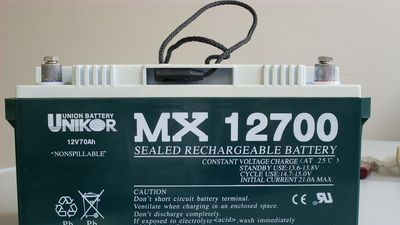 UNION BATTERY
UNIKOR
12V70Ah
"NONSPILLABLE"
MX 12700
SEALED RECHARGEABLE BATTERY
CONSTANT VOLTAGE CHARGE (AT 25℃)
STANDBY USE:13.6-13.8V
CYCLE USE:14.7-15.0V
INITIAL CURRENT 21.0A MAX.
CAUTION
Don't short circuit battery terminal.
Ventilate when charging in an enclosed space.
Don't discharge completely.
If exposed to electrolyte <acid>, wash immediately
Pb
Pb
CE